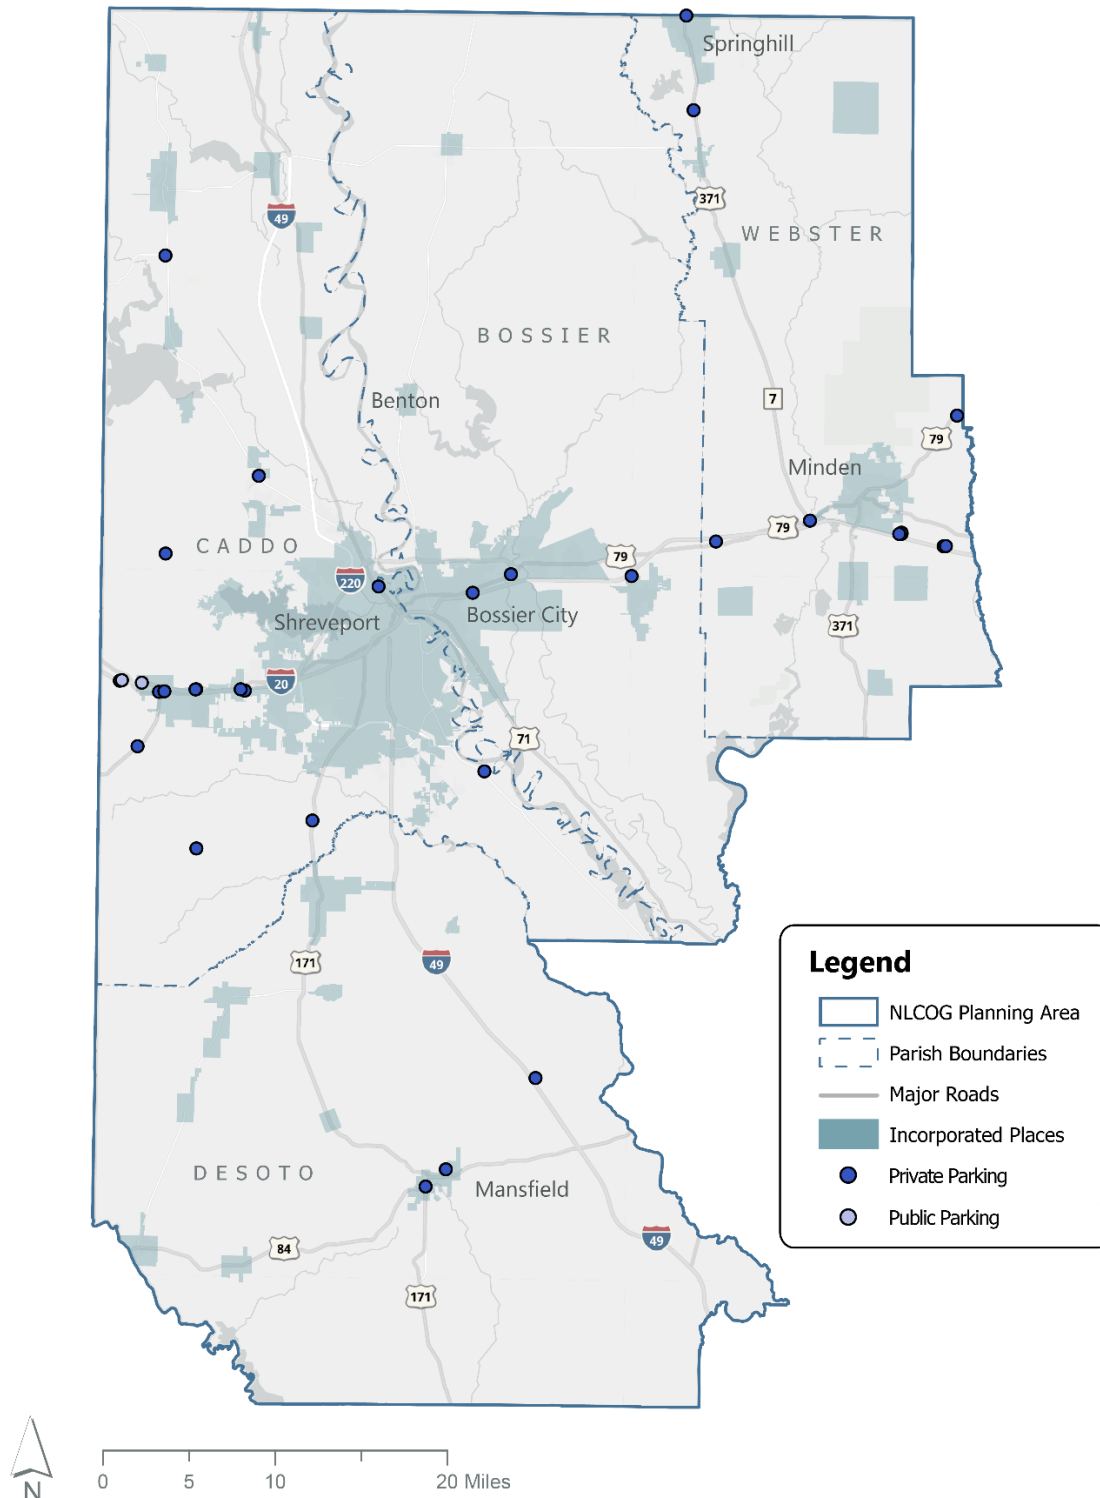 Springhill
371
49
WEBSTER
BOSSIER
7
Benton
79
Minden
79
79
CADDO
220
Shreveport
Bossier City
371
20
71
171
49
DESOTO
Mansfield
84
49
171
Legend
NLCOG Planning Area
Parish Boundaries
Major Roads
Incorporated Places
Private Parking
Public Parking
N
0 5 10 20 Miles